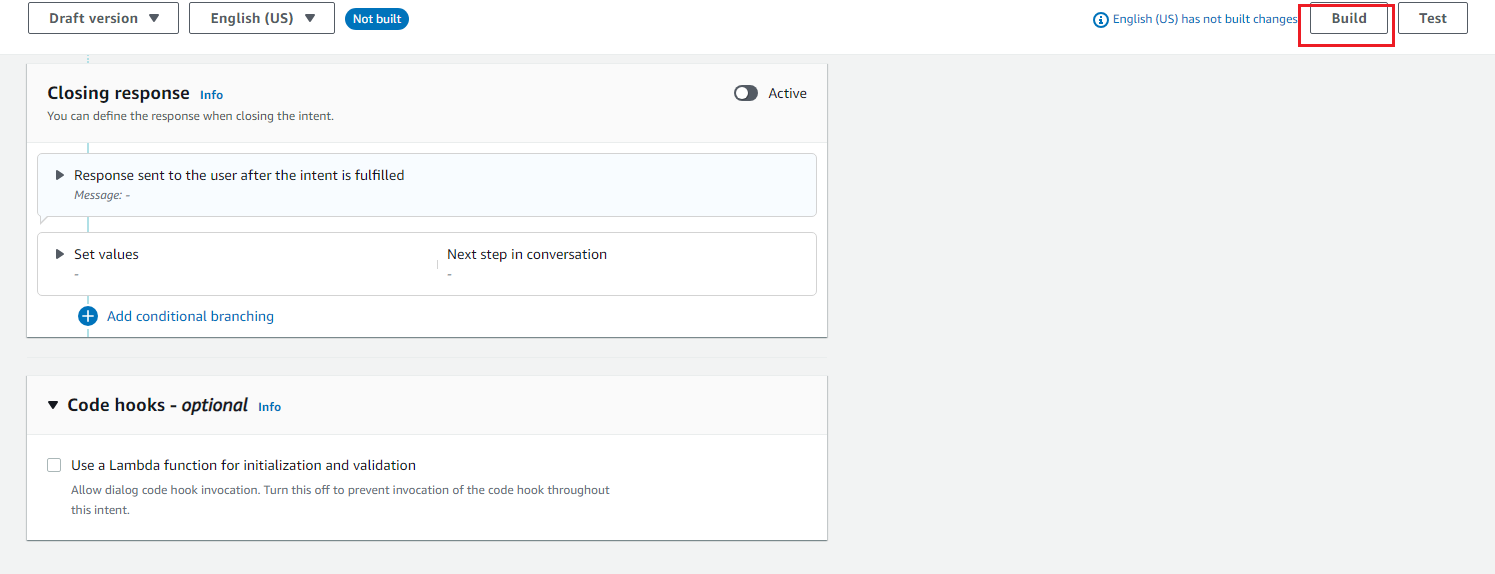 Draft version
English (US)
Not built
English (US) has not built changes
Build
Test
Closing response Info
Active
You can define the response when closing the intent.
Response sent to the user after the intent is fulfilled
Message: -
Set values
Next step in conversation
-
-
Add conditional branching
Code hooks - optional Info
Use a Lambda function for initialization and validation
Allow dialog code hook invocation. Turn this off to prevent invocation of the code hook throughout
this intent.